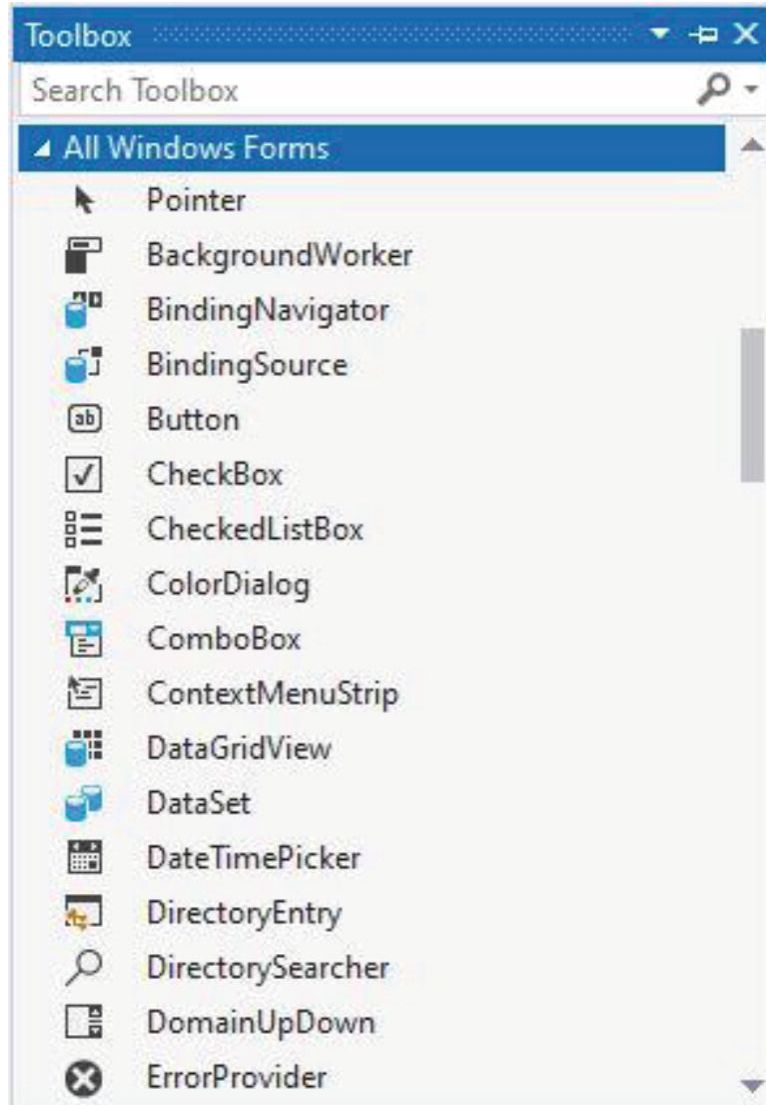 Toolbox
Search Toolbox
All Windows Forms
Pointer
BackgroundWorker
BindingNavigator
BindingSource
ab Button
CheckBox
CheckedListBox
ColorDialog
ComboBox
ContextMenuStrip
DataGridView
DataSet
DateTimePicker
DirectoryEntry
DirectorySearcher
DomainUpDown
ErrorProvider